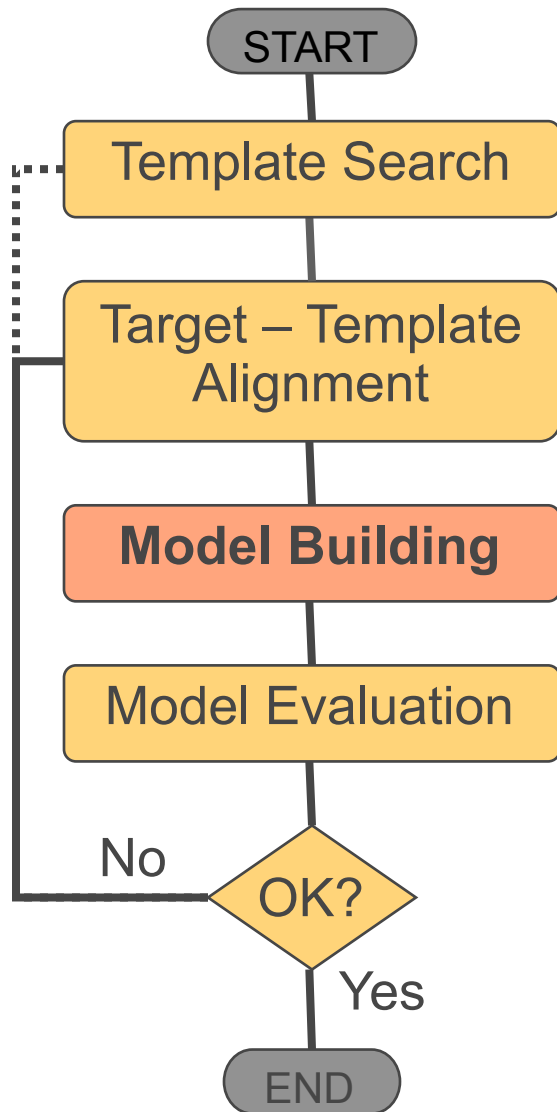 START
Template Search
Target – Template
Alignment
Model Building
Model Evaluation
No
OK?
Yes
END